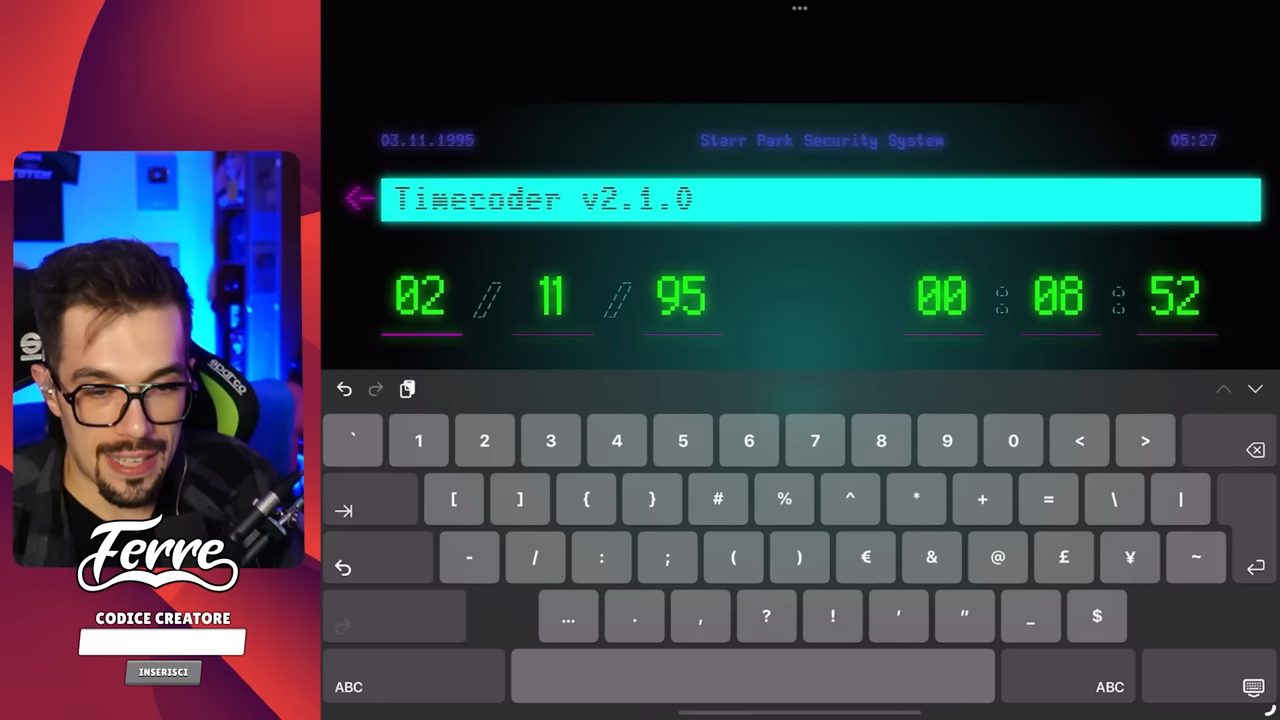 03.11.1995 Starr Park Security System 05:27
Timecoder v2.1.0
02 // 11 // 95 00 : 08 : 52
` 1 2 3 4 5 6 7 8 9 0 < >
[ ] { } # % ^ * + = \ |
- / : ; ( ) € & @ £ ¥ ~
… . , ? ! ' " _ $
ABC ABC
sparco
Ferre
CODICE CREATORE
INSERISCI